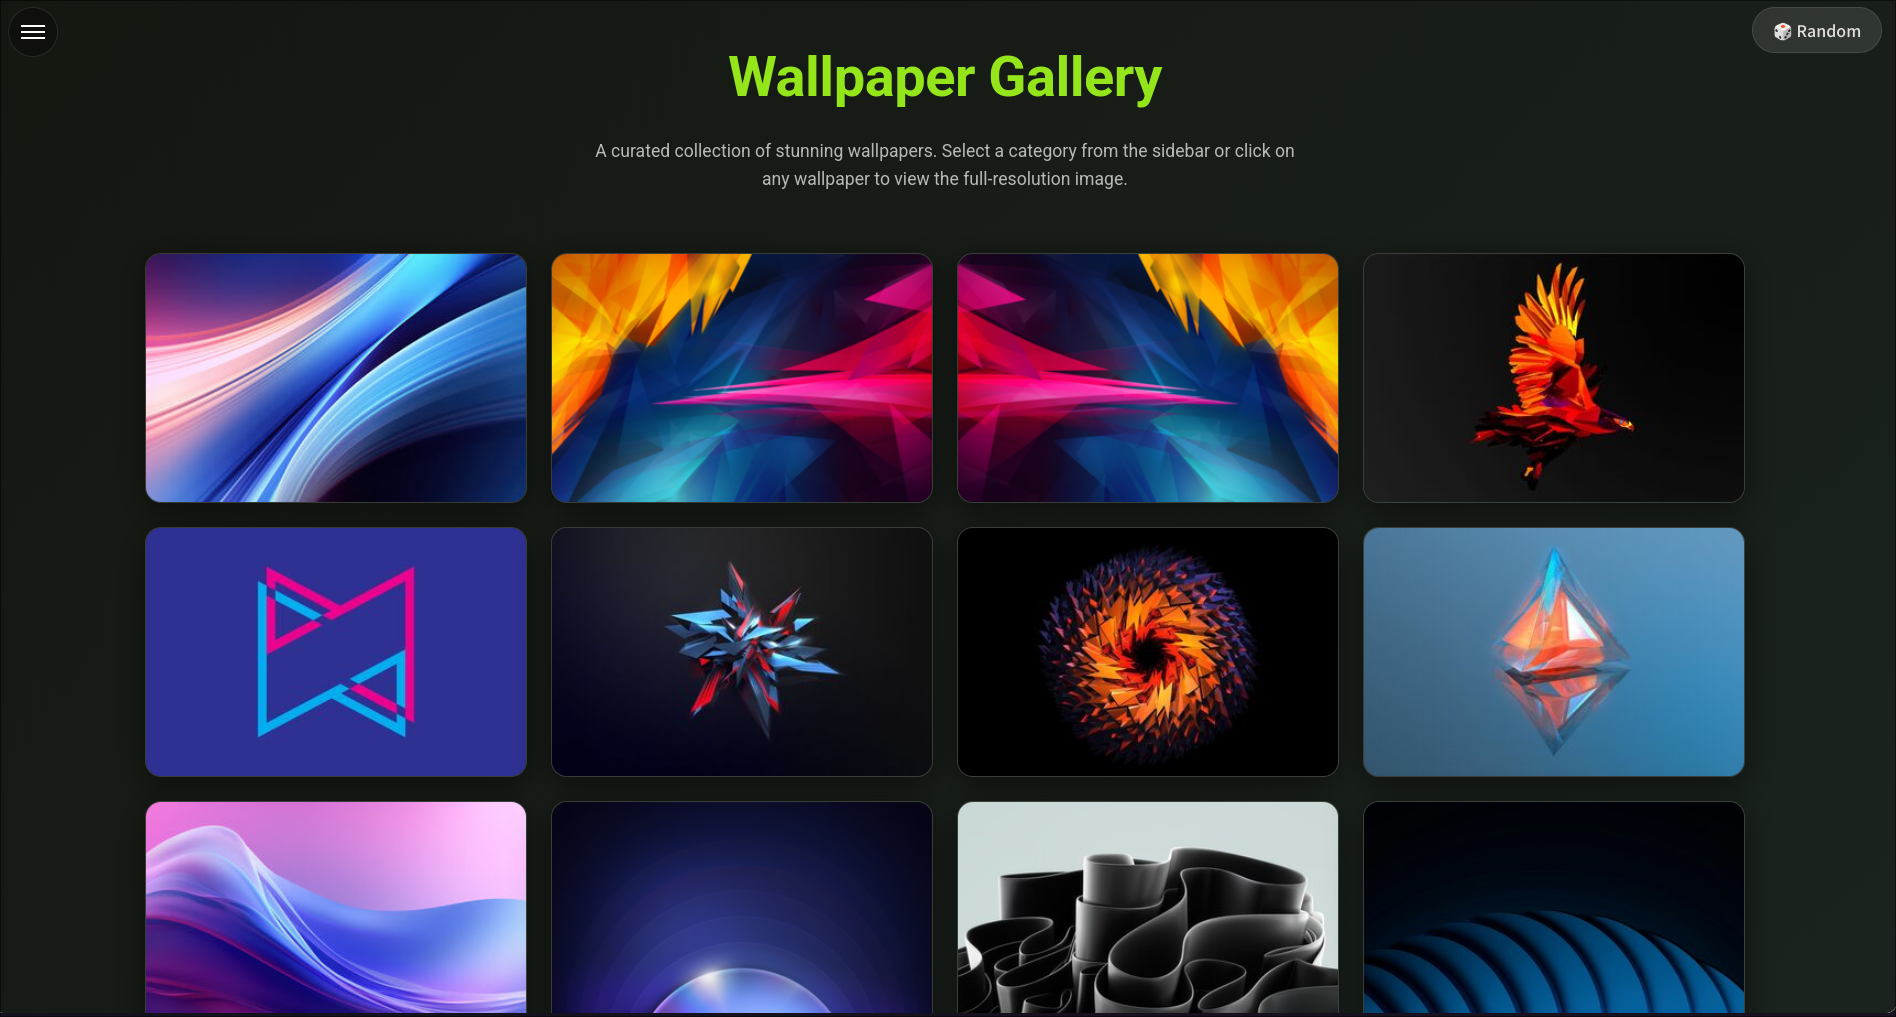 Random
Wallpaper Gallery
A curated collection of stunning wallpapers. Select a category from the sidebar or click on
any wallpaper to view the full-resolution image.